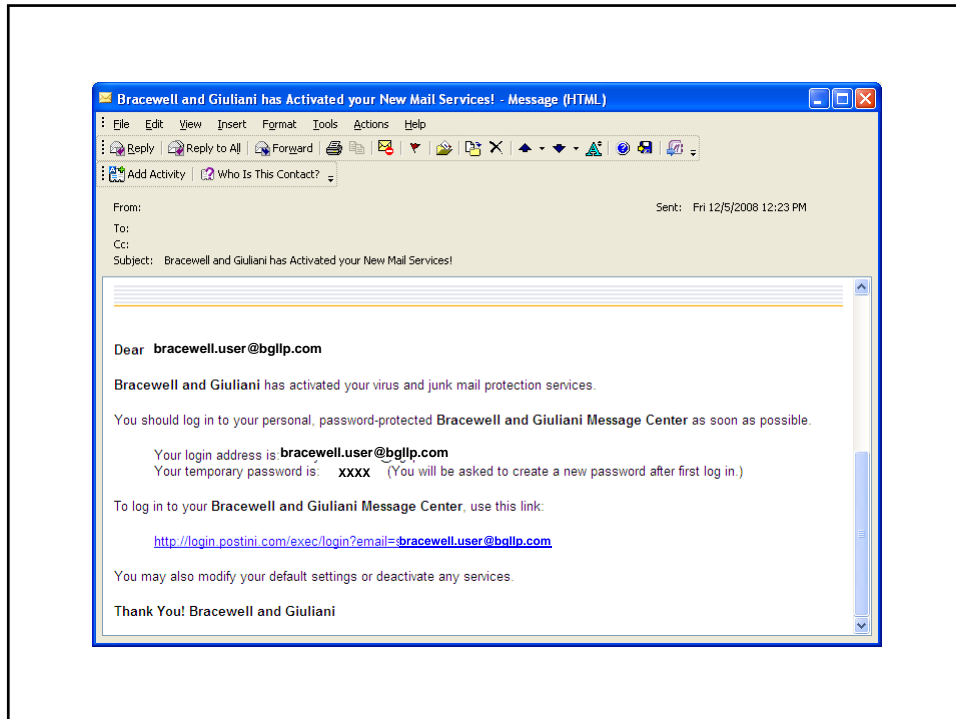 Bracewell and Giuliani has Activated your New Mail Services! - Message (HTML)
File Edit View Insert Format Tools Actions Help
Reply Reply to All Forward
Add Activity Who Is This Contact?
From: Sent: Fri 12/5/2008 12:23 PM
To:
Cc:
Subject: Bracewell and Giuliani has Activated your New Mail Services!
Dear bracewell.user@bgllp.com
Bracewell and Giuliani has activated your virus and junk mail protection services.
You should log in to your personal, password-protected Bracewell and Giuliani Message Center as soon as possible.
Your login address is: bracewell.user@bgllp.com
Your temporary password is: xxxx (You will be asked to create a new password after first log in.)
To log in to your Bracewell and Giuliani Message Center, use this link:
http://login.postini.com/exec/login?email=bracewell.user@bgllp.com
You may also modify your default settings or deactivate any services.
Thank You! Bracewell and Giuliani